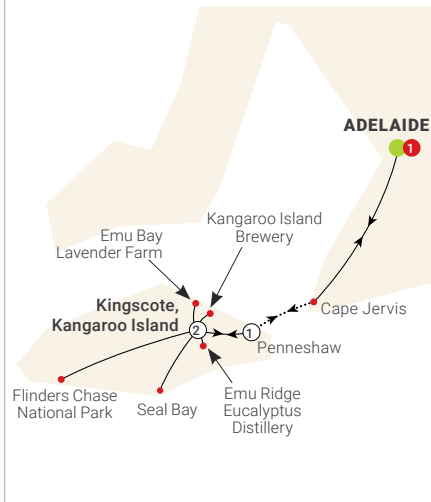 ADELAIDE
1
Kangaroo Island
Brewery
Emu Bay
Lavender Farm
Kingscote,
Kangaroo Island
2
1
Cape Jervis
Penneshaw
Flinders Chase
National Park
Seal Bay
Emu Ridge
Eucalyptus
Distillery